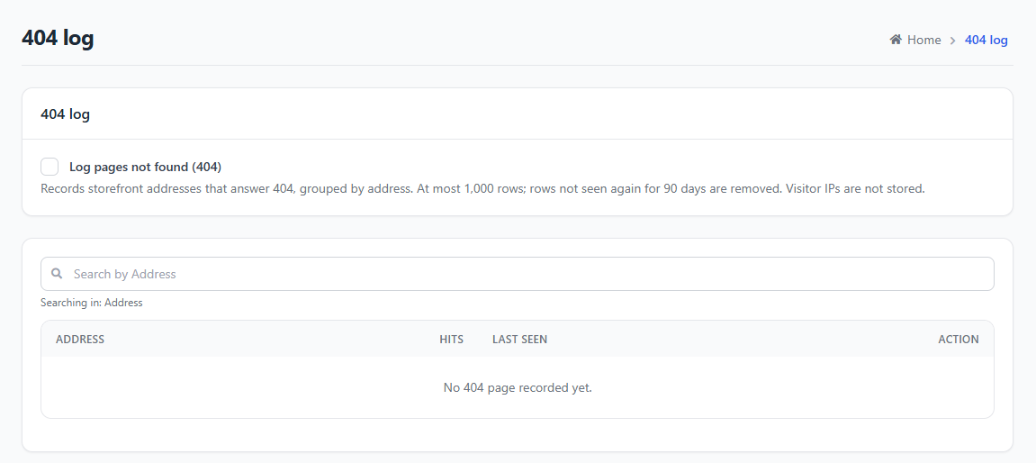 404 log
Home > 404 log
404 log
Log pages not found (404)
Records storefront addresses that answer 404, grouped by address. At most 1,000 rows; rows not seen again for 90 days are removed. Visitor IPs are not stored.
Search by Address
Searching in: Address
ADDRESS HITS LAST SEEN ACTION
No 404 page recorded yet.